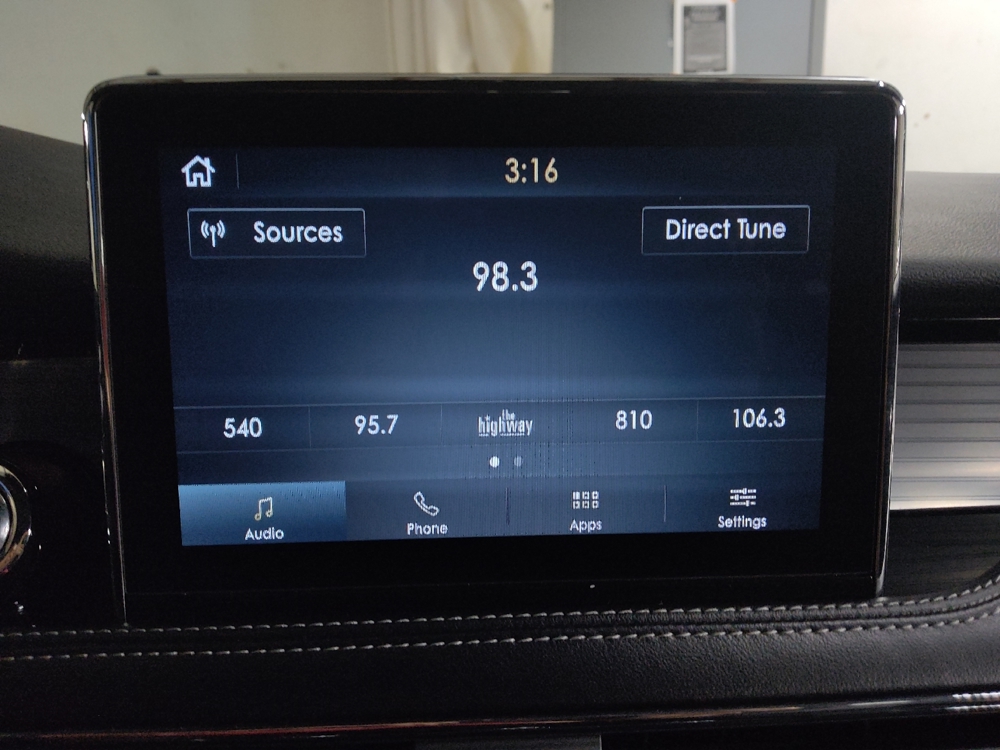 3:16
Sources
Direct Tune
98.3
540
95.7
the
highway
810
106.3
Audio
Phone
Apps
Settings